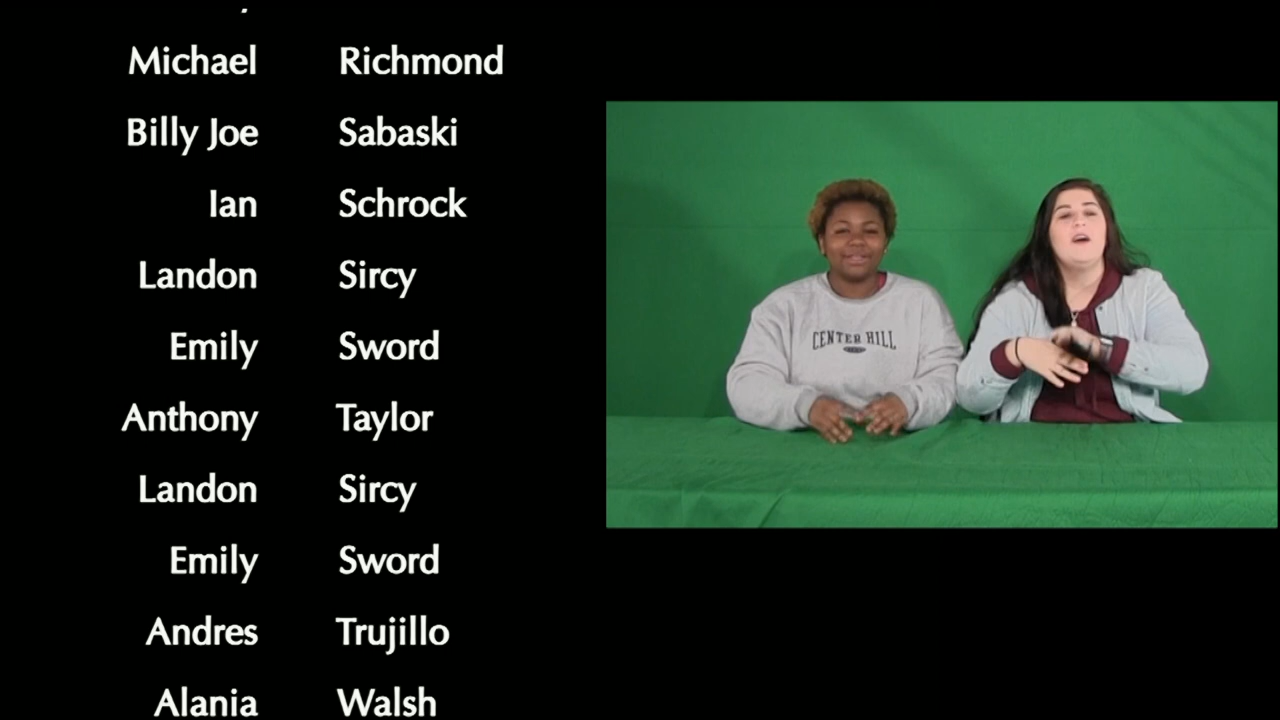 Michael Richmond
Billy Joe Sabaski
Ian Schrock
Landon Sircy
Emily Sword
Anthony Taylor
Landon Sircy
Emily Sword
Andres Trujillo
Alania Walsh
CENTER HILL